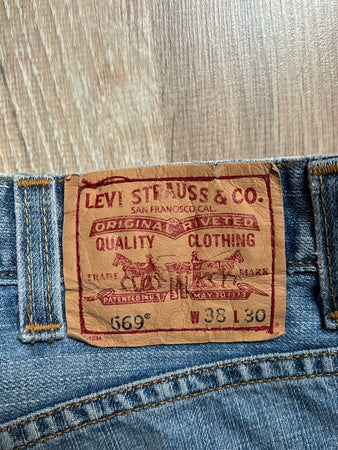 LEVI STRAUSS & CO.
SAN FRANCISCO, CAL.
ORIGINAL RIVETED
QUALITY CLOTHING
TRADE MARK
PATENTED IN U.S. MAY 20 1873
569® W 38 L 30